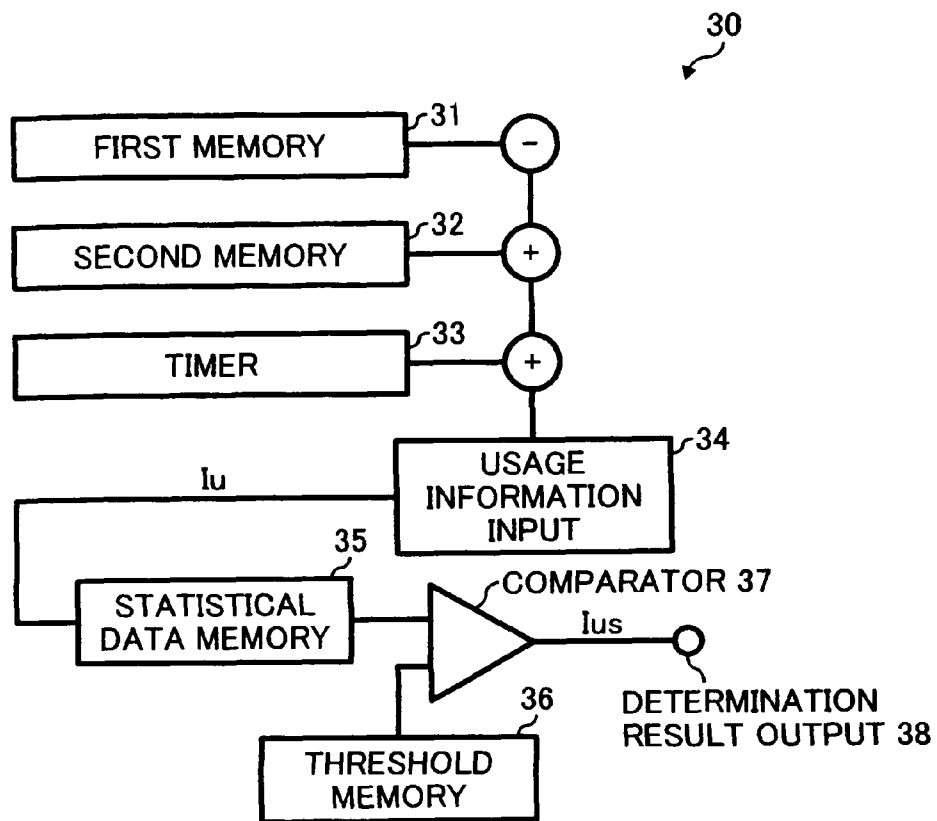 30
31
FIRST MEMORY
-
32
SECOND MEMORY
+
33
TIMER
+
34
USAGE
INFORMATION
INPUT
Iu
35
STATISTICAL
DATA MEMORY
COMPARATOR 37
Ius
36
THRESHOLD
MEMORY
DETERMINATION
RESULT OUTPUT 38